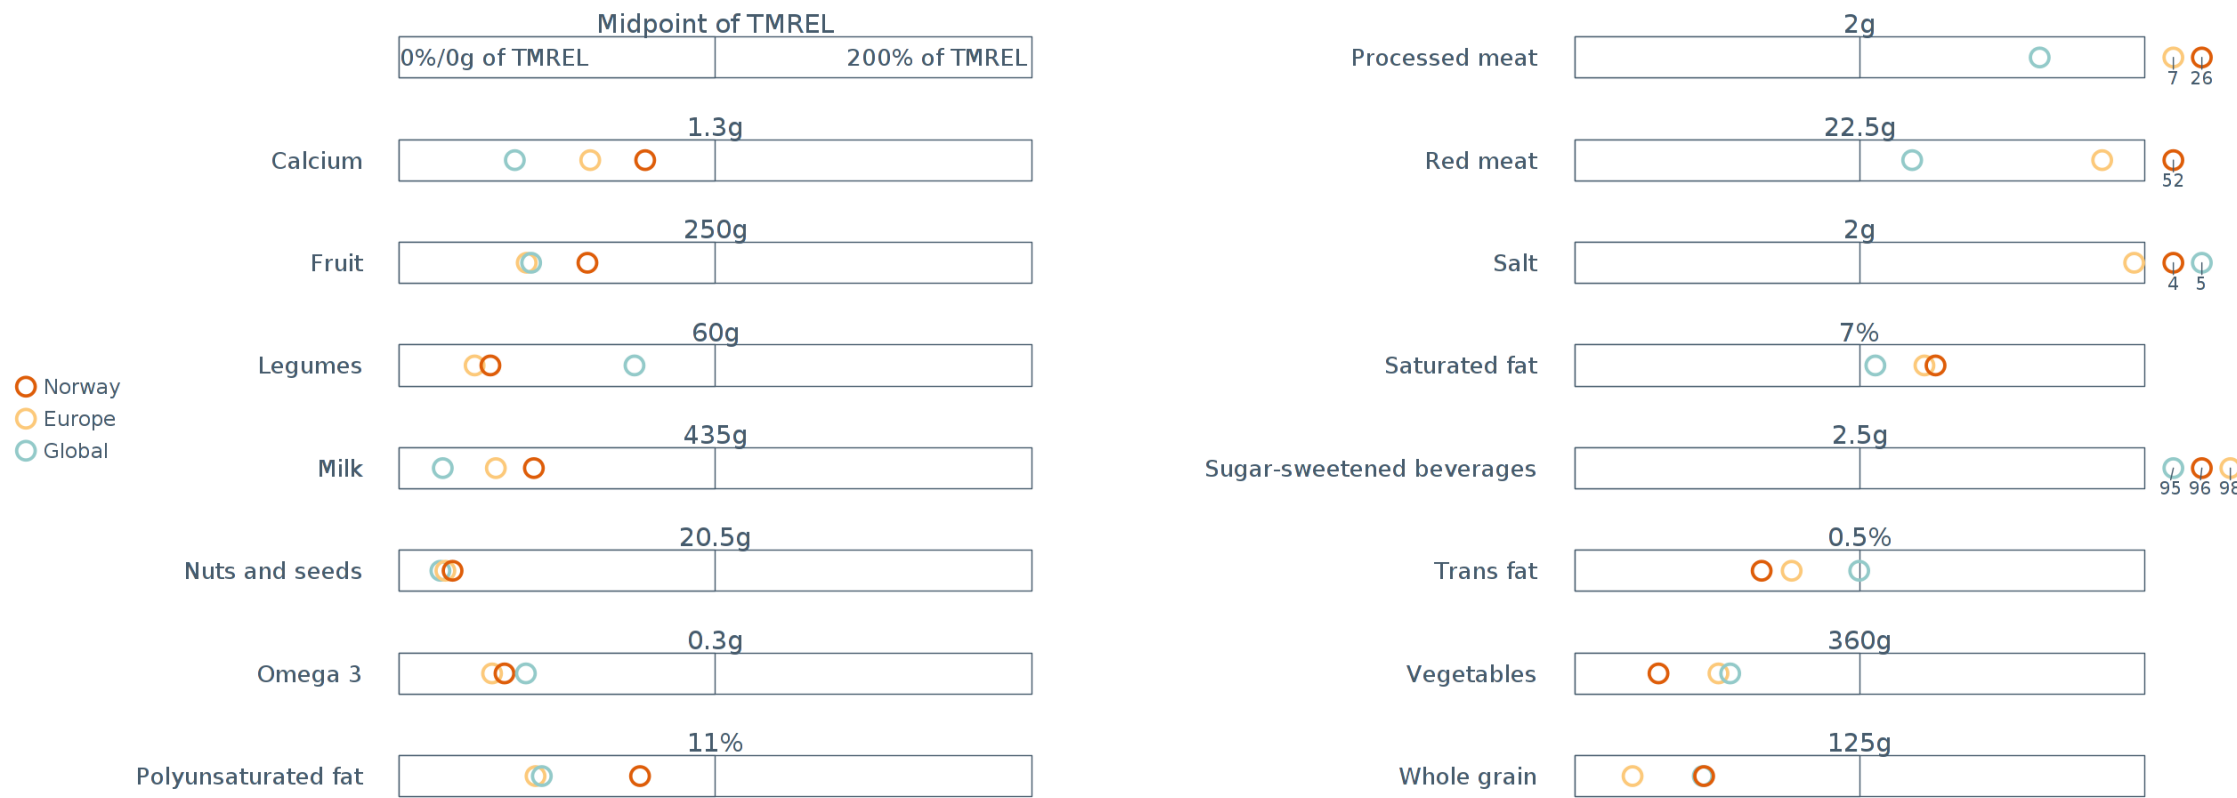 Midpoint of TMREL
0%/0g of TMREL
200% of TMREL
1.3g
Calcium
250g
Fruit
60g
Legumes
435g
Milk
20.5g
Nuts and seeds
0.3g
Omega 3
11%
Polyunsaturated fat
Norway
Europe
Global
2g
Processed meat
7 26
22.5g
Red meat
52
2g
Salt
4 5
7%
Saturated fat
2.5g
Sugar-sweetened beverages
95 96 98
0.5%
Trans fat
360g
Vegetables
125g
Whole grain